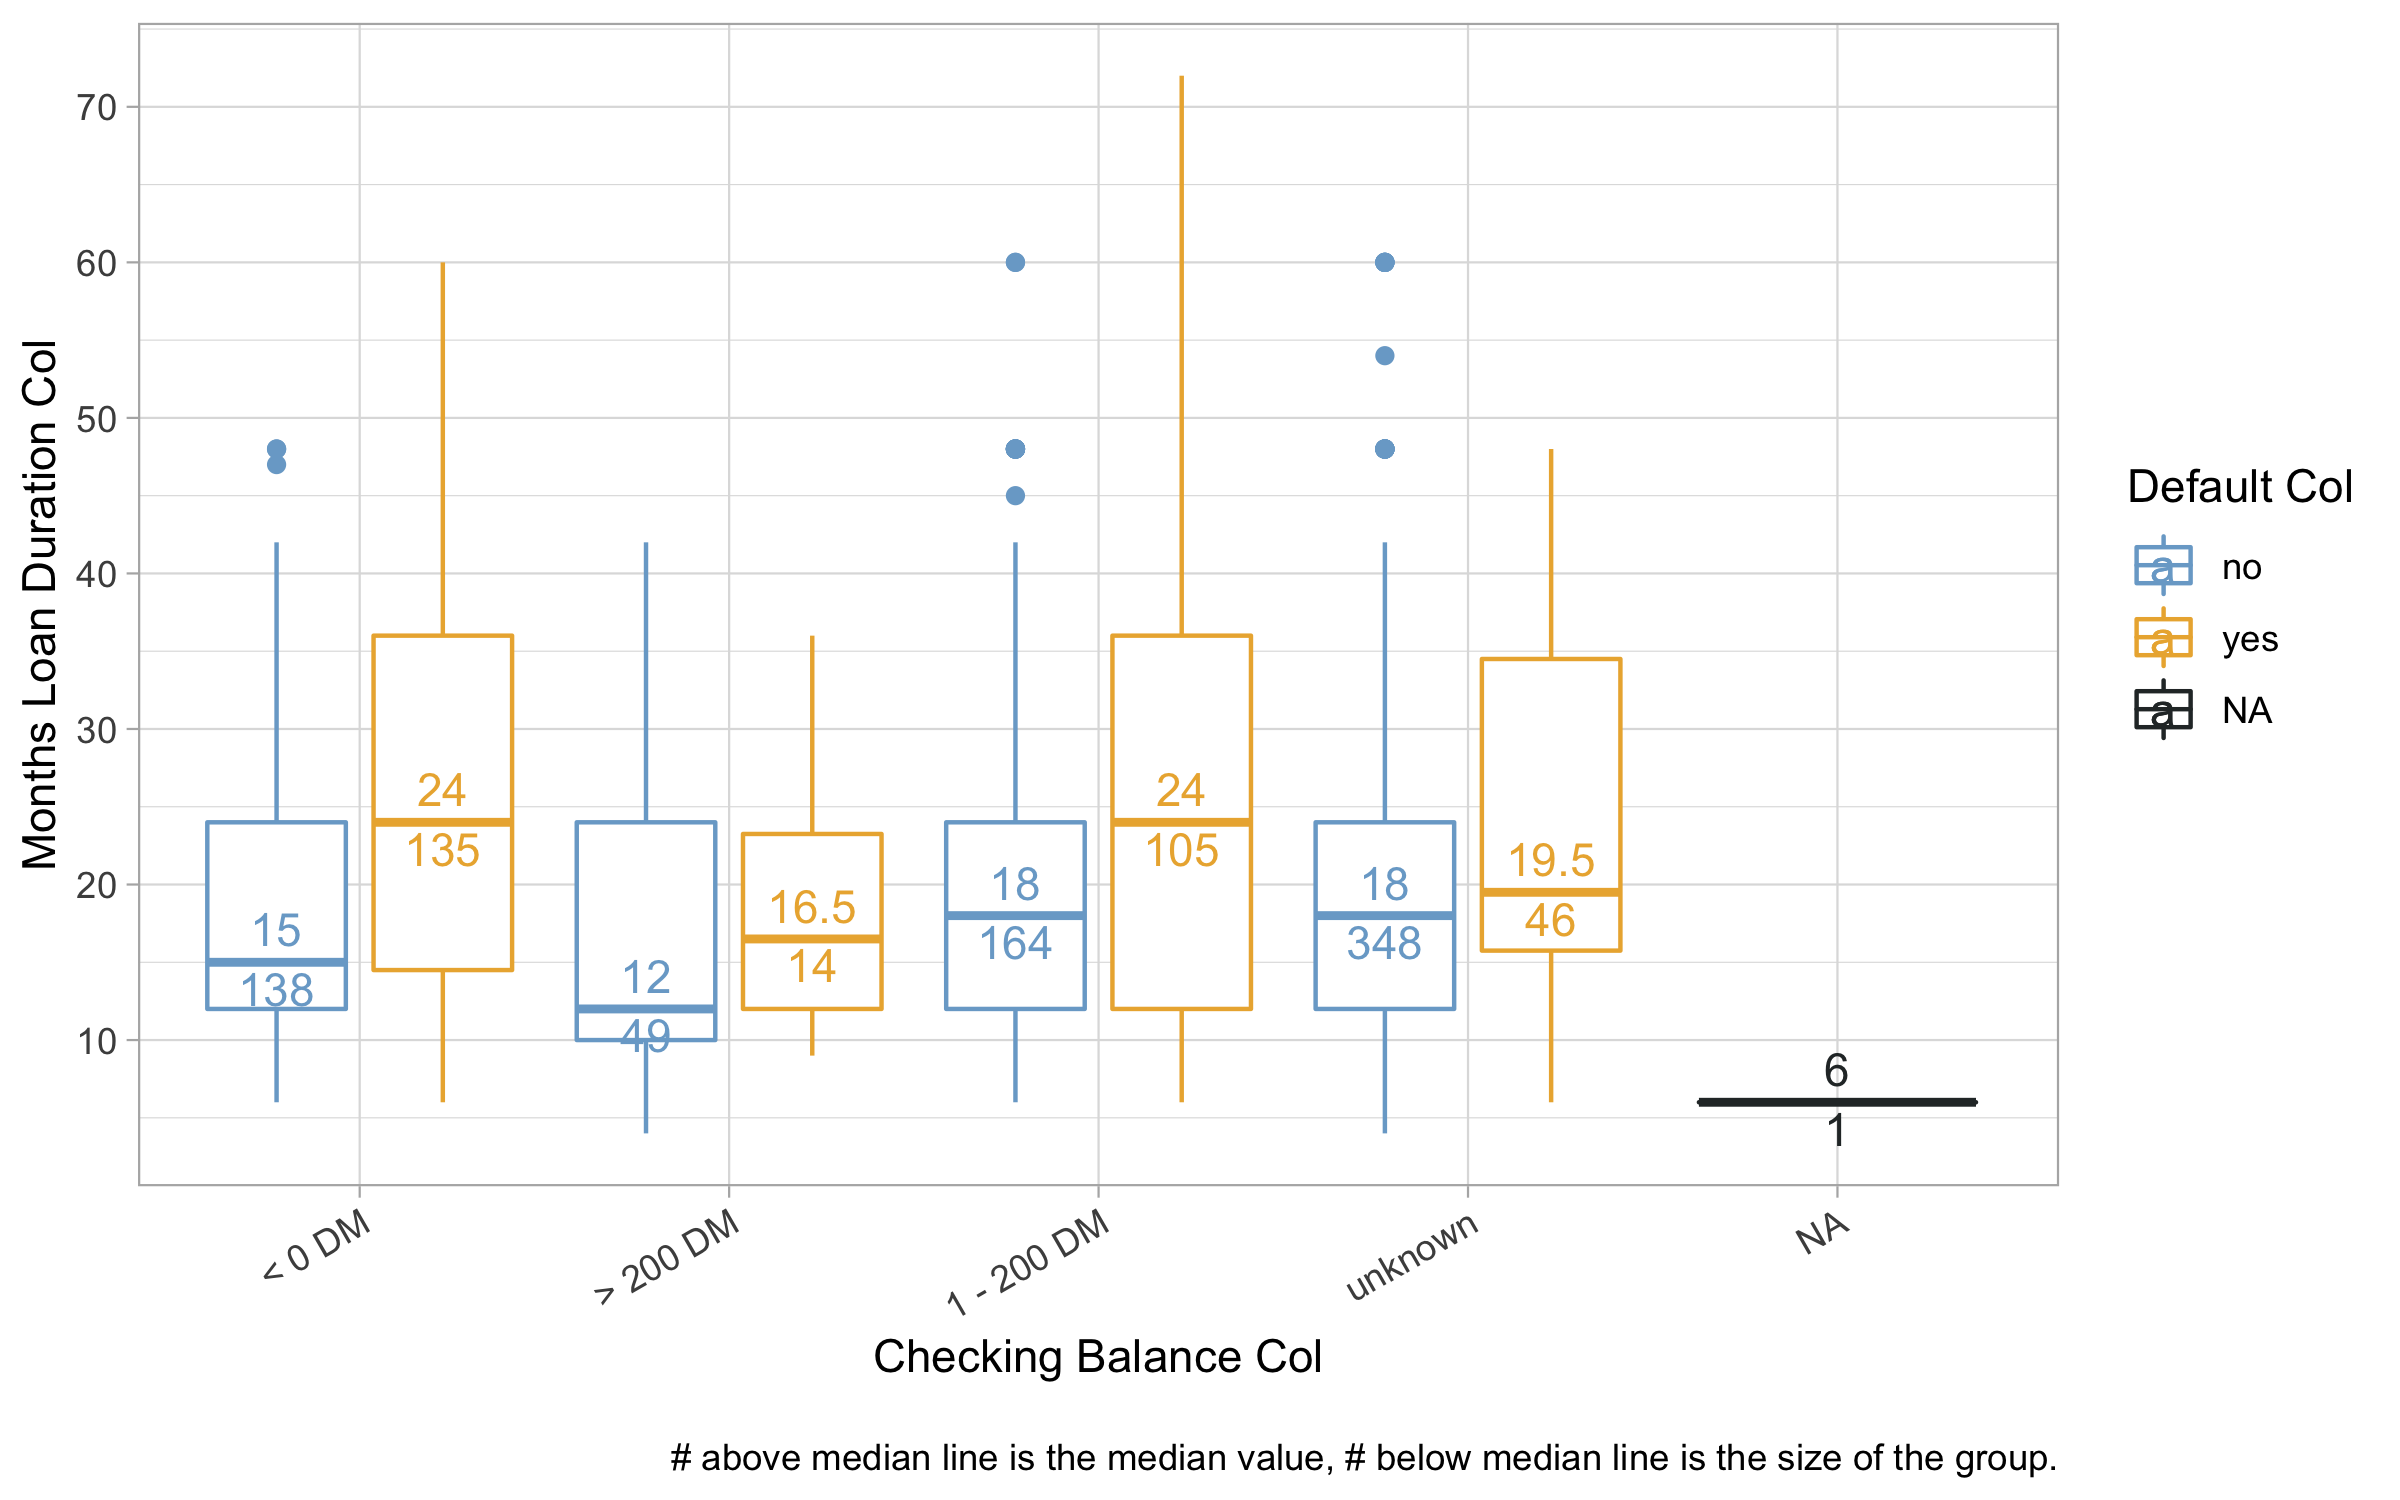 70
60
50
40
30
20
10
Months Loan Duration Col
15
138
24
135
12
49
16.5
14
18
164
24
105
18
348
19.5
46
6
1
< 0 DM
> 200 DM
1 - 200 DM
unknown
NA
Checking Balance Col
Default Col
a no
a yes
a NA
# above median line is the median value, # below median line is the size of the group.